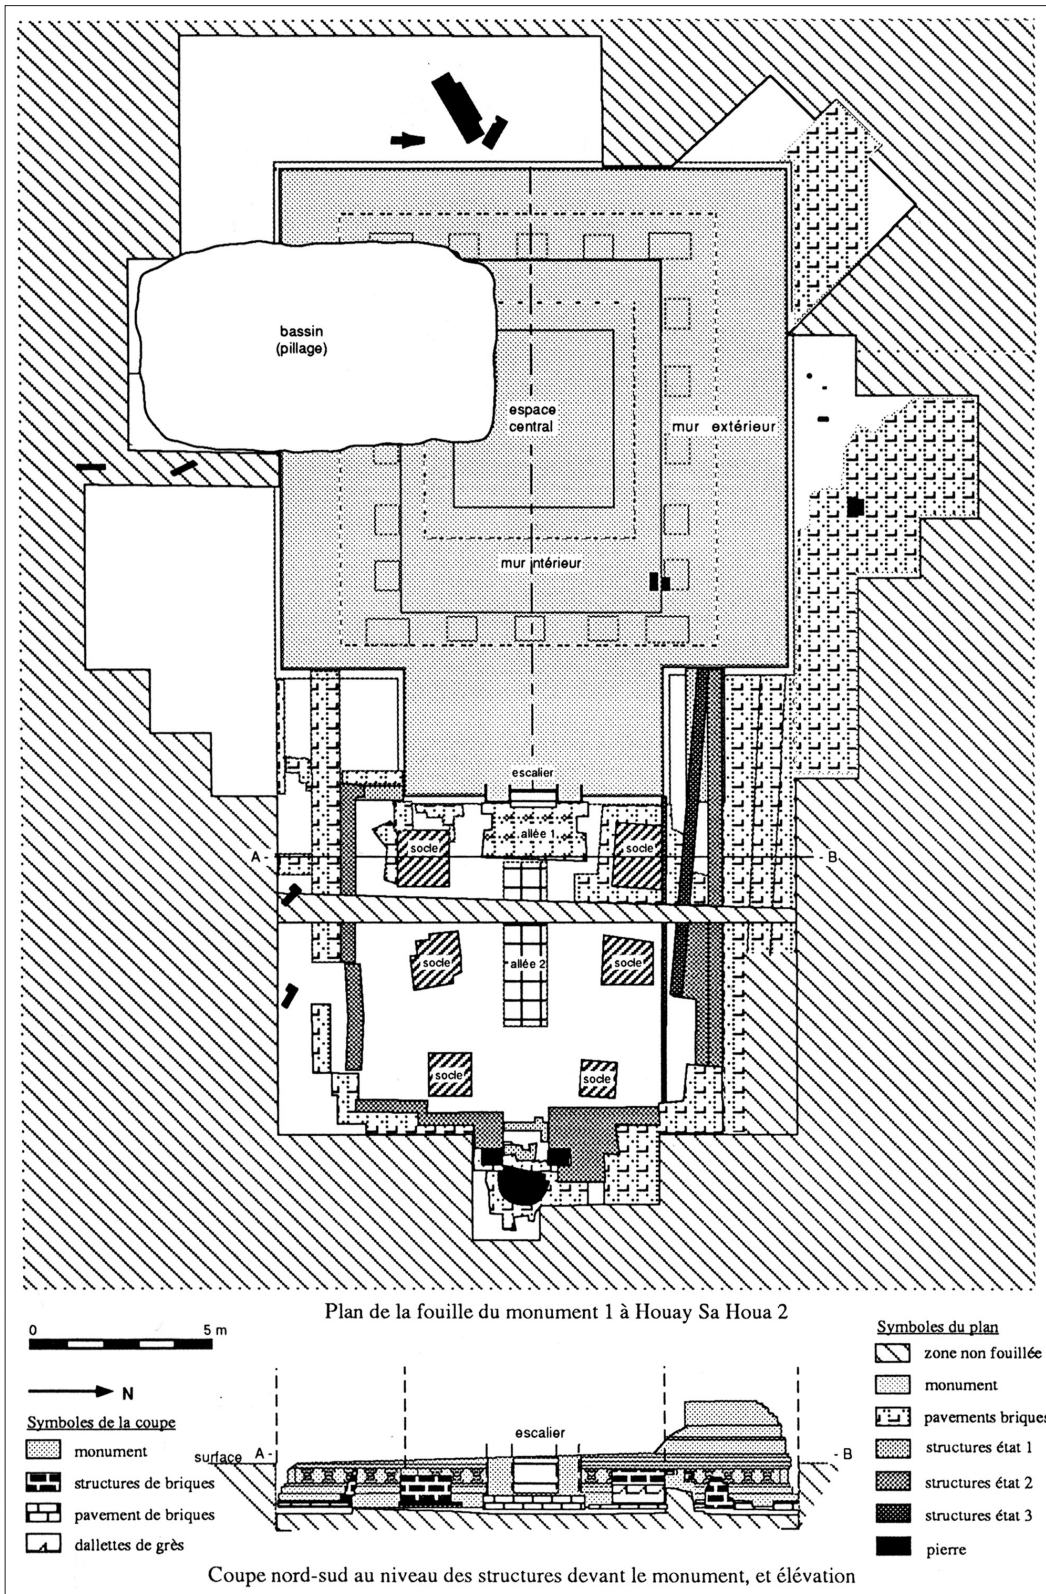 bassin
(pillage)
espace
central
mur extérieur
mur intérieur
escalier
allée 1
socle
socle
A -
- B
socle
allée 2
socle
socle
socle
Plan de la fouille du monument 1 à Houay Sa Houa 2
0 5 m
N
Symboles de la coupe
monument
structures de briques
pavement de briques
dallettes de grès
surface
A -
escalier
- B
Symboles du plan
zone non fouillée
monument
pavements briques
structures état 1
structures état 2
structures état 3
pierre
Coupe nord-sud au niveau des structures devant le monument, et élévation